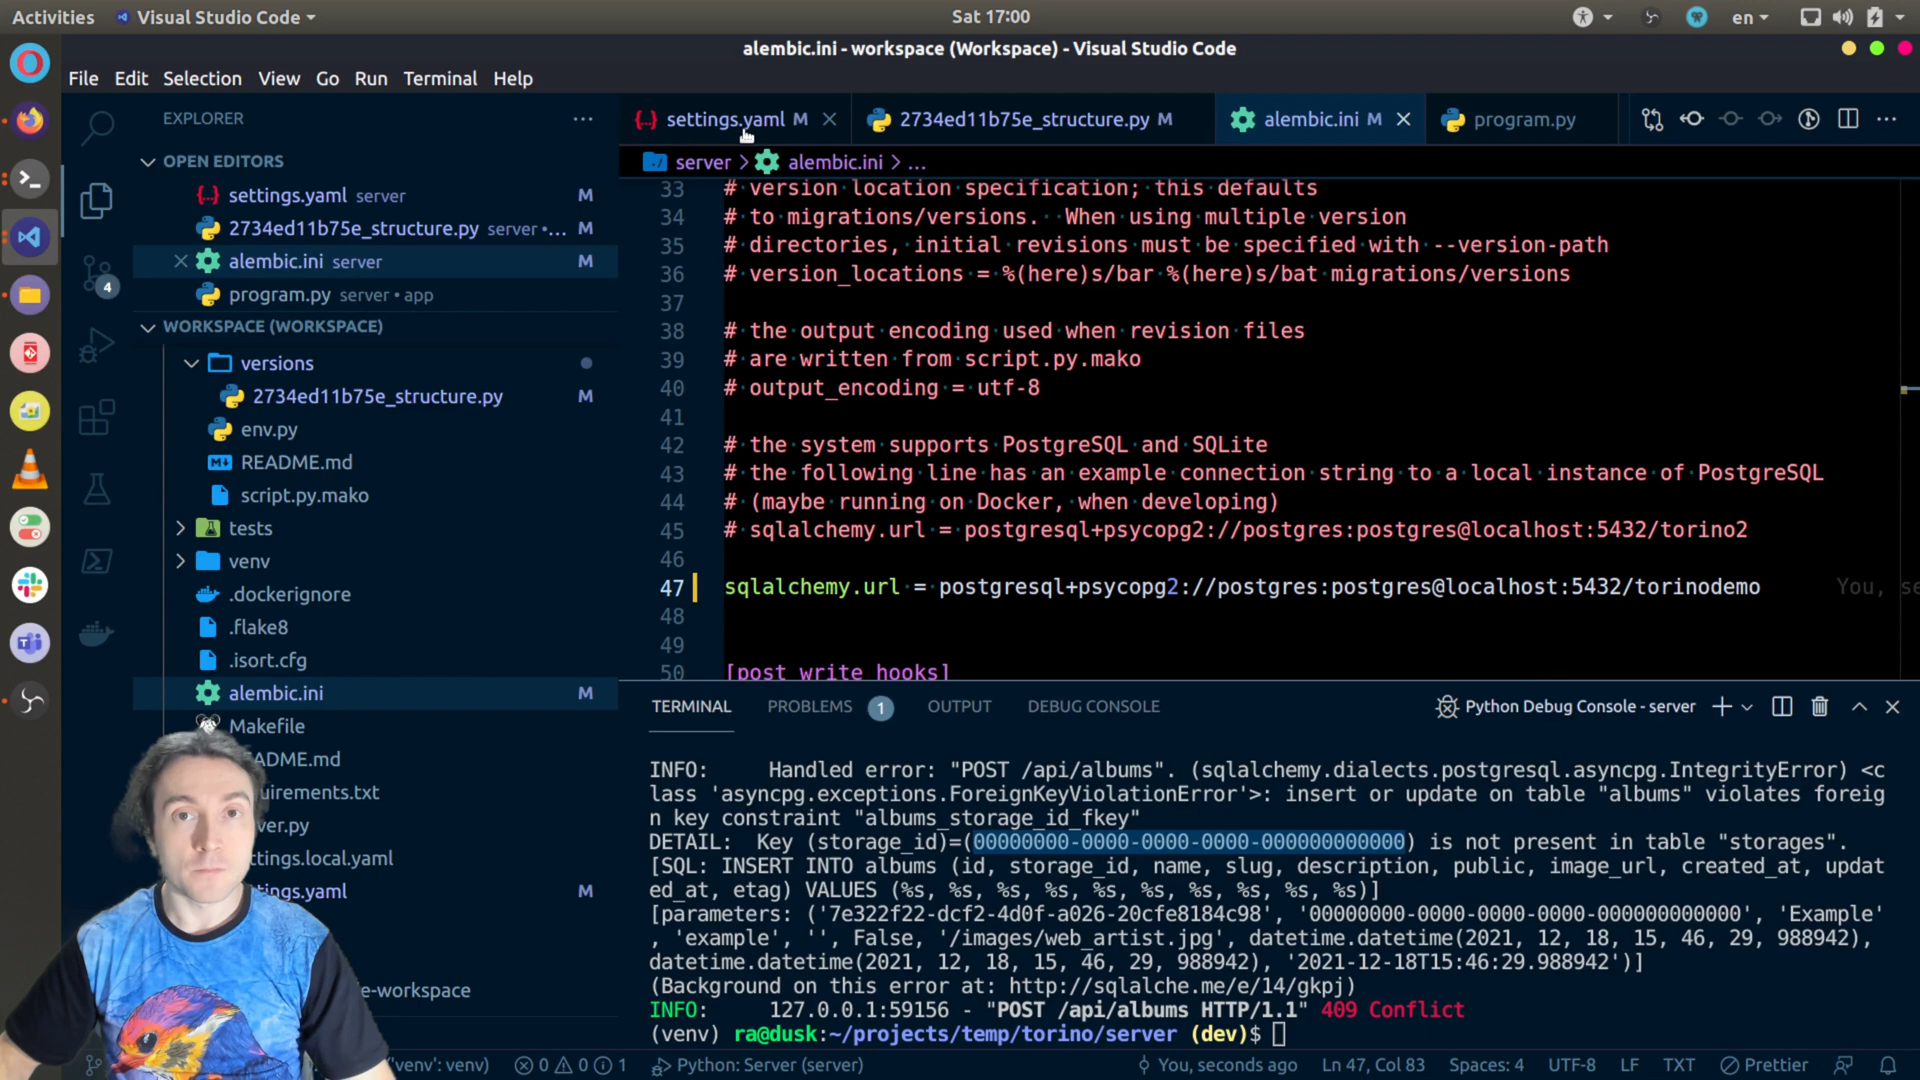 Activities Visual Studio Code Sat 17:00 en
alembic.ini - workspace (Workspace) - Visual Studio Code
File Edit Selection View Go Run Terminal Help
EXPLORER
OPEN EDITORS
settings.yaml server M
2734ed11b75e_structure.py server •... M
alembic.ini server M
program.py server • app
WORKSPACE (WORKSPACE)
versions
2734ed11b75e_structure.py M
env.py
README.md
script.py.mako
tests
venv
.dockerignore
.flake8
.isort.cfg
alembic.ini M
Makefile
ADME.md
uirements.txt
ver.py
ttings.local.yaml
tings.yaml M
e-workspace
4
settings.yaml M 2734ed11b75e_structure.py M alembic.ini M program.py
server > alembic.ini > ...
33 # version location specification; this defaults
34 # to migrations/versions. When using multiple version
35 # directories, initial revisions must be specified with --version-path
36 # version_locations = %(here)s/bar %(here)s/bat migrations/versions
37
38 # the output encoding used when revision files
39 # are written from script.py.mako
40 # output_encoding = utf-8
41
42 # the system supports PostgreSQL and SQLite
43 # the following line has an example connection string to a local instance of PostgreSQL
44 # (maybe running on Docker, when developing)
45 # sqlalchemy.url = postgresql+psycopg2://postgres:postgres@localhost:5432/torino2
46
47 sqlalchemy.url = postgresql+psycopg2://postgres:postgres@localhost:5432/torinodemo You, se
48
49
50 [post_write_hooks]
TERMINAL PROBLEMS 1 OUTPUT DEBUG CONSOLE Python Debug Console - server
INFO: Handled error: "POST /api/albums". (sqlalchemy.dialects.postgresql.asyncpg.IntegrityError) <c
lass 'asyncpg.exceptions.ForeignKeyViolationError'>: insert or update on table "albums" violates foreig
n key constraint "albums_storage_id_fkey"
DETAIL: Key (storage_id)=(00000000-0000-0000-0000-000000000000) is not present in table "storages".
[SQL: INSERT INTO albums (id, storage_id, name, slug, description, public, image_url, created_at, updat
ed_at, etag) VALUES (%s, %s, %s, %s, %s, %s, %s, %s, %s, %s)]
[parameters: ('7e322f22-dcf2-4d0f-a026-20cfe8184c98', '00000000-0000-0000-0000-000000000000', 'Example'
, 'example', '', False, '/images/web_artist.jpg', datetime.datetime(2021, 12, 18, 15, 46, 29, 988942),
datetime.datetime(2021, 12, 18, 15, 46, 29, 988942), '2021-12-18T15:46:29.988942')]
(Background on this error at: http://sqlalche.me/e/14/gkpj)
INFO: 127.0.0.1:59156 - "POST /api/albums HTTP/1.1" 409 Conflict
(venv) ra@dusk:~/projects/temp/torino/server (dev)$
('venv': venv) 0 0 1 Python: Server (server) You, seconds ago Ln 47, Col 83 Spaces: 4 UTF-8 LF TXT Prettier